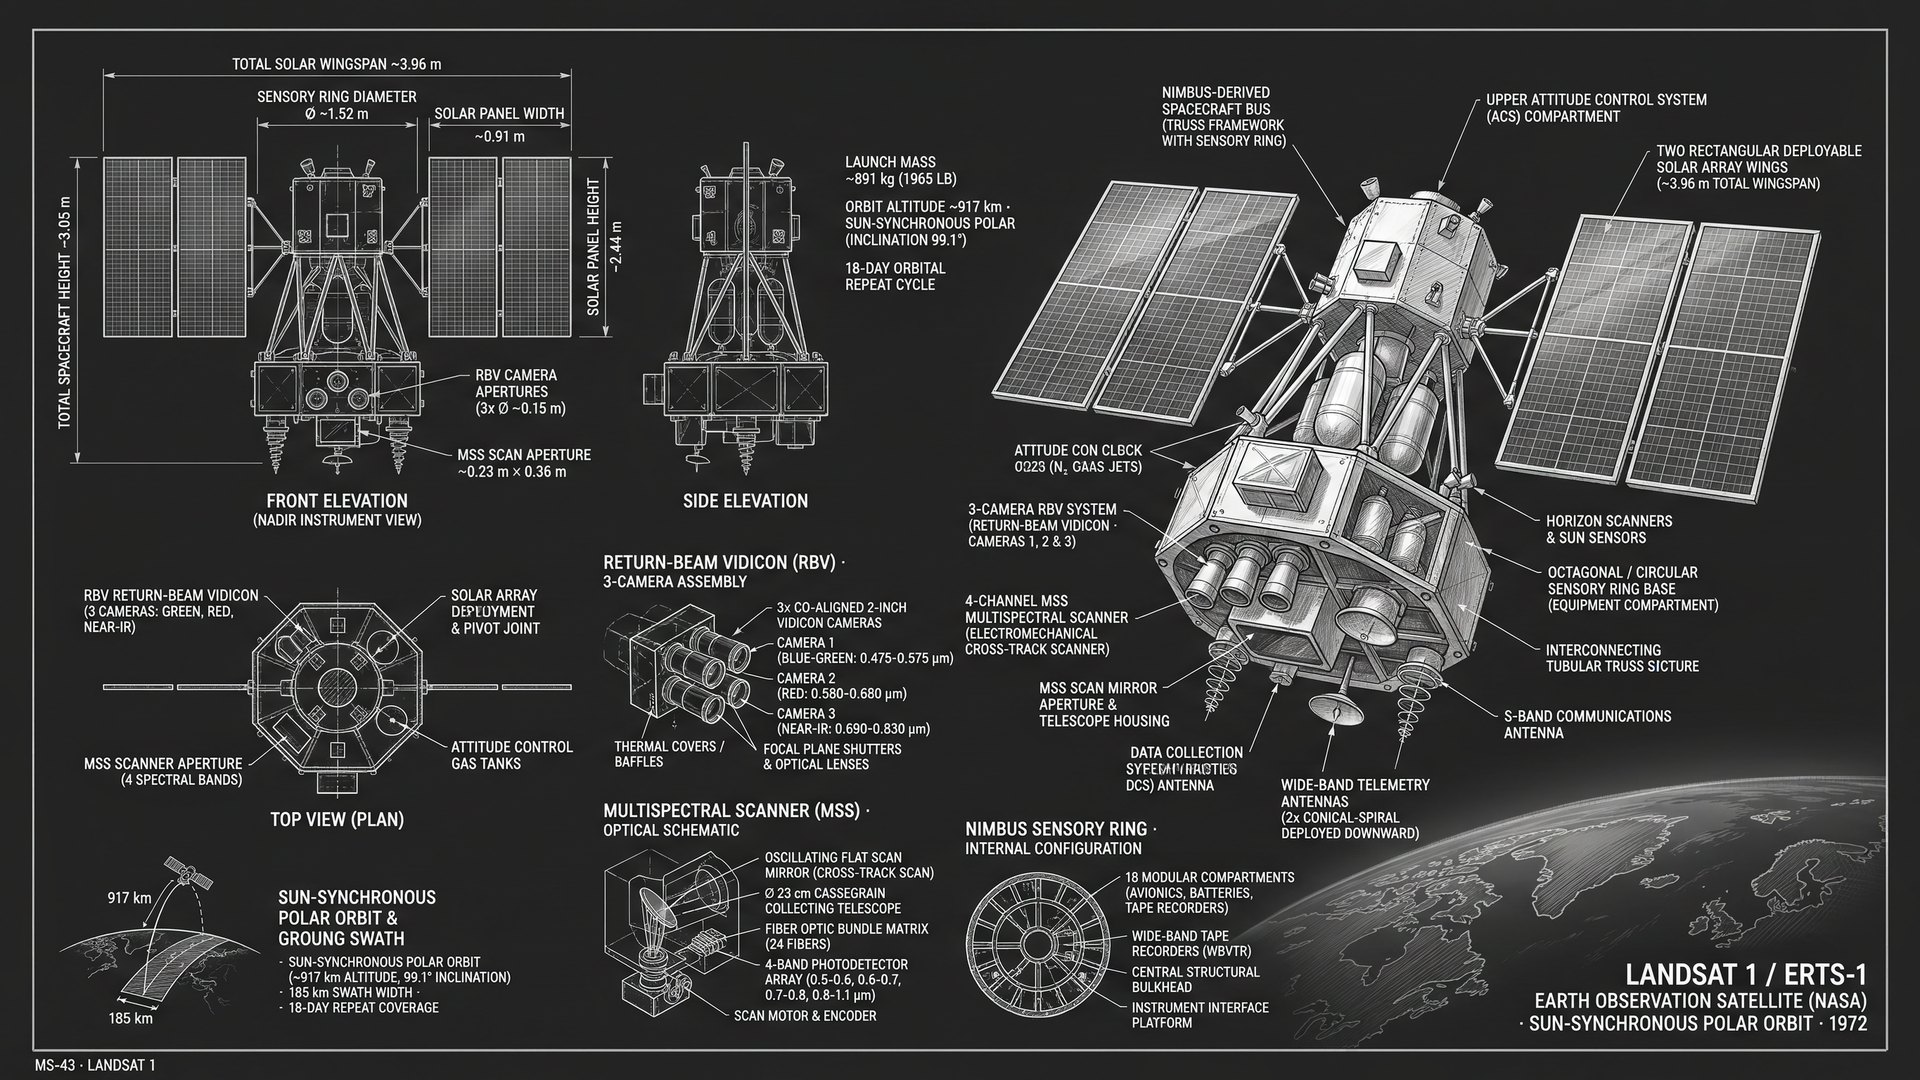 TOTAL SOLAR WINGSPAN ~3.96 m
SENSORY RING DIAMETER
Ø ~1.52 m
SOLAR PANEL WIDTH
~0.91 m
TOTAL SPACECRAFT HEIGHT ~3.05 m
SOLAR PANEL HEIGHT
~2.44 m
RBV CAMERA
APERTURES
(3x Ø ~0.15 m)
MSS SCAN APERTURE
~0.23 m × 0.36 m
FRONT ELEVATION
(NADIR INSTRUMENT VIEW)
SIDE ELEVATION
LAUNCH MASS
~891 kg (1965 LB)
ORBIT ALTITUDE ~917 km ·
SUN-SYNCHRONOUS POLAR
(INCLINATION 99.1°)
18-DAY ORBITAL
REPEAT CYCLE
NIMBUS-DERIVED
SPACECRAFT BUS
(TRUSS FRAMEWORK
WITH SENSORY RING)
UPPER ATTITUDE CONTROL SYSTEM
(ACS) COMPARTMENT
TWO RECTANGULAR DEPLOYABLE
SOLAR ARRAY WINGS
(~3.96 m TOTAL WINGSPAN)
ATTITUDE CON CLBCK
(N₂ GAAS JETS)
3-CAMERA RBV SYSTEM
(RETURN-BEAM VIDICON ·
CAMERAS 1, 2 & 3)
4-CHANNEL MSS
MULTISPECTRAL SCANNER
(ELECTROMECHANICAL
CROSS-TRACK SCANNER)
MSS SCAN MIRROR
APERTURE &
TELESCOPE HOUSING
DATA COLLECTION
DCS) ANTENNA
WIDE-BAND TELEMETRY
ANTENNAS
(2x CONICAL-SPIRAL
DEPLOYED DOWNWARD)
HORIZON SCANNERS
& SUN SENSORS
OCTAGONAL / CIRCULAR
SENSORY RING BASE
(EQUIPMENT COMPARTMENT)
INTERCONNECTING
TUBULAR TRUSS SICTURE
S-BAND COMMUNICATIONS
ANTENNA
RBV RETURN-BEAM VIDICON
(3 CAMERAS: GREEN, RED,
NEAR-IR)
SOLAR ARRAY
DEPLOYMENT
& PIVOT JOINT
MSS SCANNER APERTURE
(4 SPECTRAL BANDS)
ATTITUDE CONTROL
GAS TANKS
TOP VIEW (PLAN)
RETURN-BEAM VIDICON (RBV) ·
3-CAMERA ASSEMBLY
3x CO-ALIGNED 2-INCH
VIDICON CAMERAS
CAMERA 1
(BLUE-GREEN: 0.475-0.575 µm)
CAMERA 2
(RED: 0.580-0.680 µm)
CAMERA 3
(NEAR-IR: 0.690-0.830 µm)
THERMAL COVERS /
BAFFLES
FOCAL PLANE SHUTTERS
& OPTICAL LENSES
MULTISPECTRAL SCANNER (MSS) ·
OPTICAL SCHEMATIC
OSCILLATING FLAT SCAN
MIRROR (CROSS-TRACK SCAN)
Ø 23 cm CASSEGRAIN
COLLECTING TELESCOPE
FIBER OPTIC BUNDLE MATRIX
(24 FIBERS)
4-BAND PHOTODETECTOR
ARRAY (0.5-0.6, 0.6-0.7,
0.7-0.8, 0.8-1.1 µm)
SCAN MOTOR & ENCODER
NIMBUS SENSORY RING ·
INTERNAL CONFIGURATION
18 MODULAR COMPARTMENTS
(AVIONICS, BATTERIES,
TAPE RECORDERS)
WIDE-BAND TAPE
RECORDERS (WBVTR)
CENTRAL STRUCTURAL
BULKHEAD
INSTRUMENT INTERFACE
PLATFORM
917 km
185 km
SUN-SYNCHRONOUS
POLAR ORBIT &
GROUNG SWATH
- SUN-SYNCHRONOUS POLAR ORBIT
(~917 km ALTITUDE, 99.1° INCLINATION)
- 185 km SWATH WIDTH ·
- 18-DAY REPEAT COVERAGE
LANDSAT 1 / ERTS-1
EARTH OBSERVATION SATELLITE (NASA)
· SUN-SYNCHRONOUS POLAR ORBIT · 1972
MS-43 · LANDSAT 1